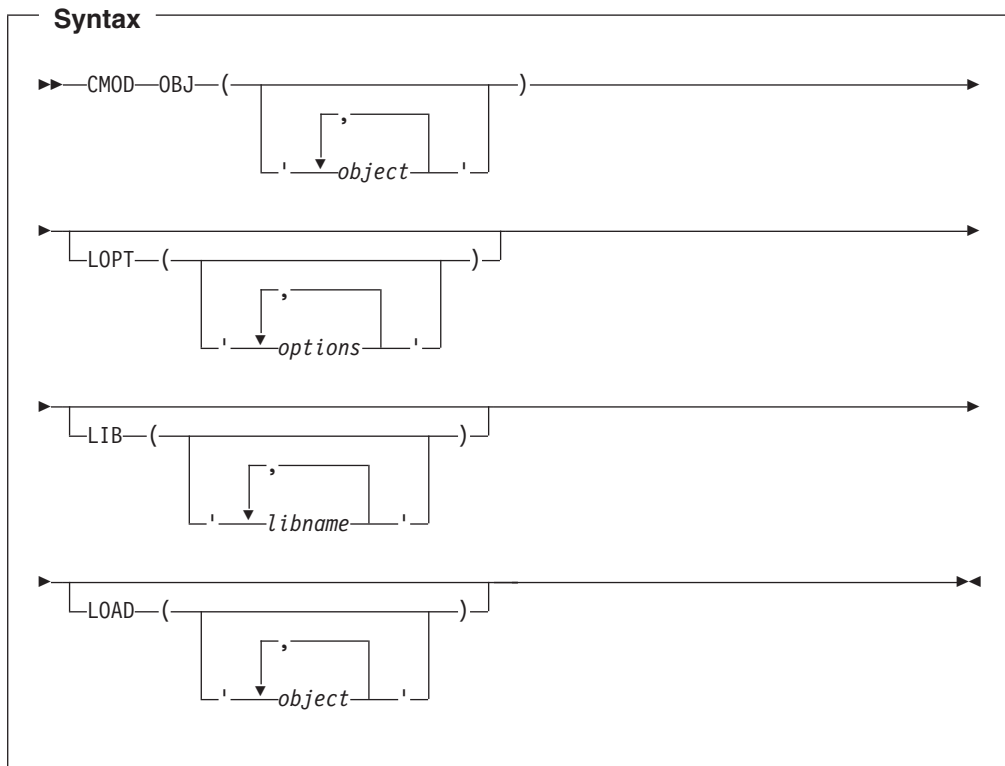 Syntax
CMOD OBJ ( )
,
' object '
LOPT ( )
,
' options '
LIB ( )
,
' libname '
LOAD ( )
,
' object '